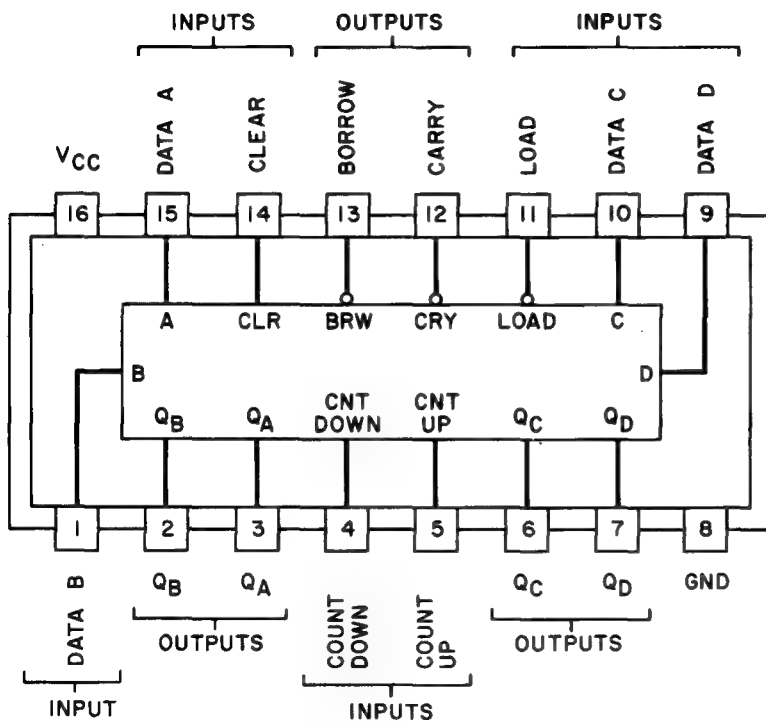 INPUTS OUTPUTS INPUTS
VCC DATA A CLEAR BORROW CARRY LOAD DATA C DATA D
16 15 14 13 12 11 10 9
A CLR BRW CRY LOAD C
B D
QB QA CNT DOWN CNT UP QC QD
1 2 3 4 5 6 7 8
DATA B QB QA COUNT DOWN COUNT UP QC QD GND
OUTPUTS OUTPUTS
INPUT INPUTS